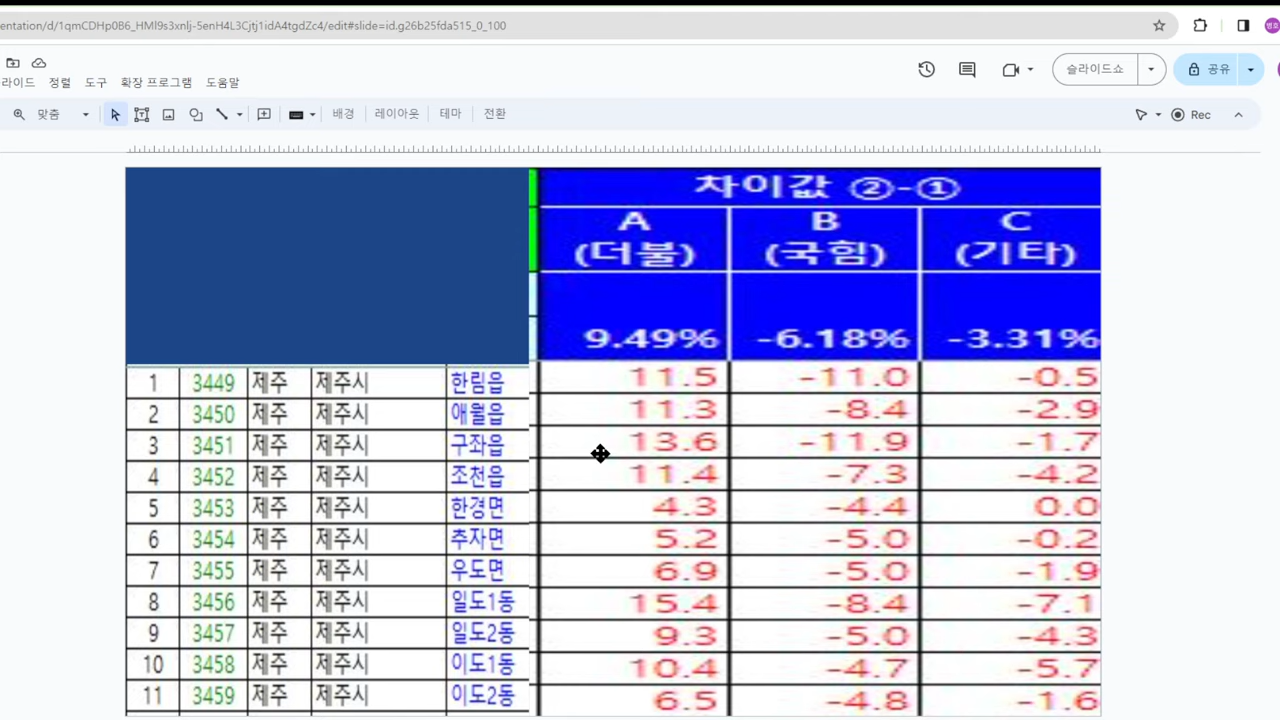 entation/d/1qmCDHp0B6_HMl9s3xnlj-5enH4L3Cjtj1idA4tgdZc4/edit#slide=id.g26b25fda515_0_100
라이드 정렬 도구 확장 프로그램 도움말
슬라이드쇼 공유
맞춤 배경 레이아웃 테마 전환 Rec
차이값 ②-①
A B C
(더불) (국힘) (기타)
9.49% -6.18% -3.31%
1 3449 제주 제주시 한림읍 11.5 -11.0 -0.5
2 3450 제주 제주시 애월읍 11.3 -8.4 -2.9
3 3451 제주 제주시 구좌읍 13.6 -11.9 -1.7
4 3452 제주 제주시 조천읍 11.4 -7.3 -4.2
5 3453 제주 제주시 한경면 4.3 -4.4 0.0
6 3454 제주 제주시 추자면 5.2 -5.0 -0.2
7 3455 제주 제주시 우도면 6.9 -5.0 -1.9
8 3456 제주 제주시 일도1동 15.4 -8.4 -7.1
9 3457 제주 제주시 일도2동 9.3 -5.0 -4.3
10 3458 제주 제주시 이도1동 10.4 -4.7 -5.7
11 3459 제주 제주시 이도2동 6.5 -4.8 -1.6